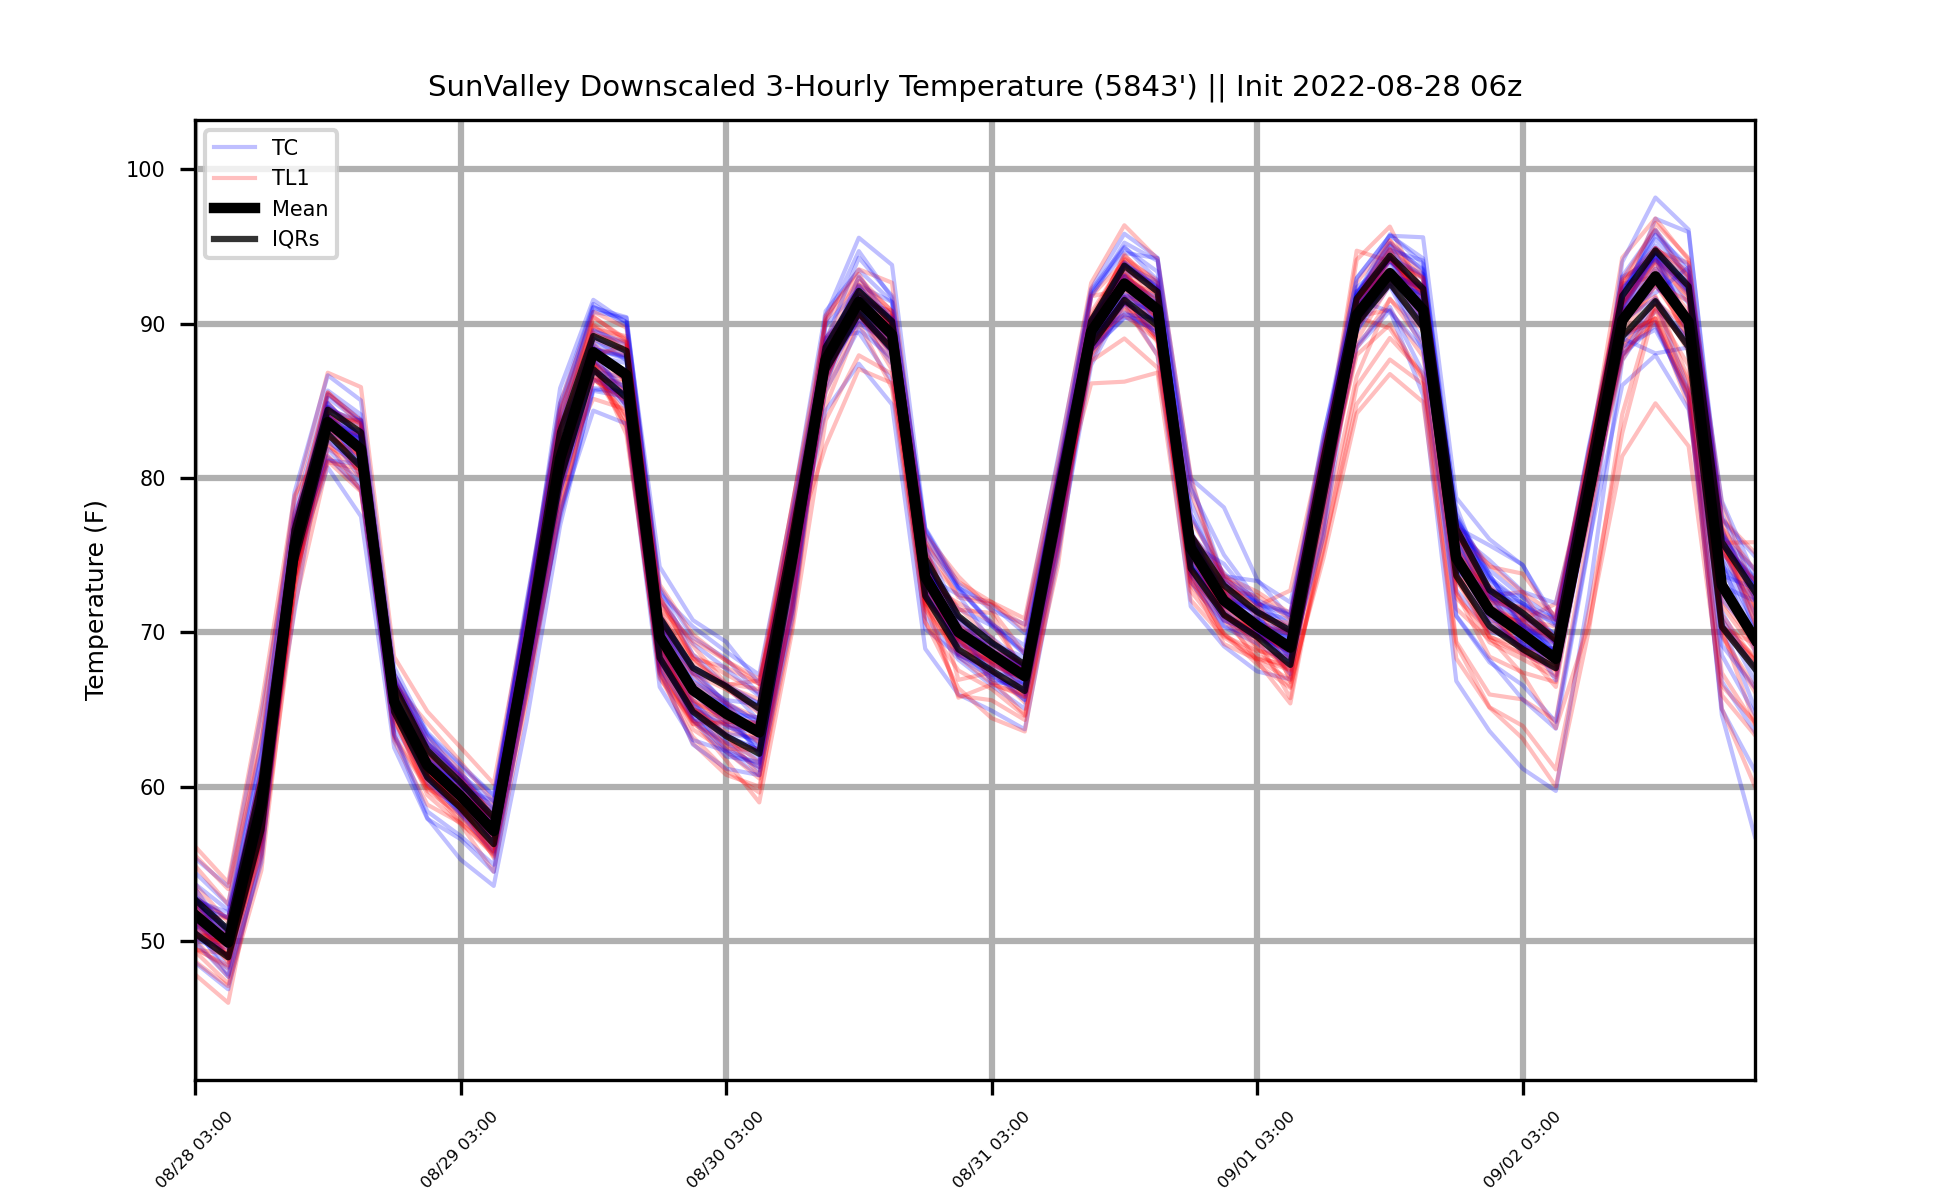 SunValley Downscaled 3-Hourly Temperature (5843') || Init 2022-08-28 06z
TC
TL1
Mean
IQRs
Temperature (F)
100
90
80
70
60
50
08/28 03:00
08/29 03:00
08/30 03:00
08/31 03:00
09/01 03:00
09/02 03:00